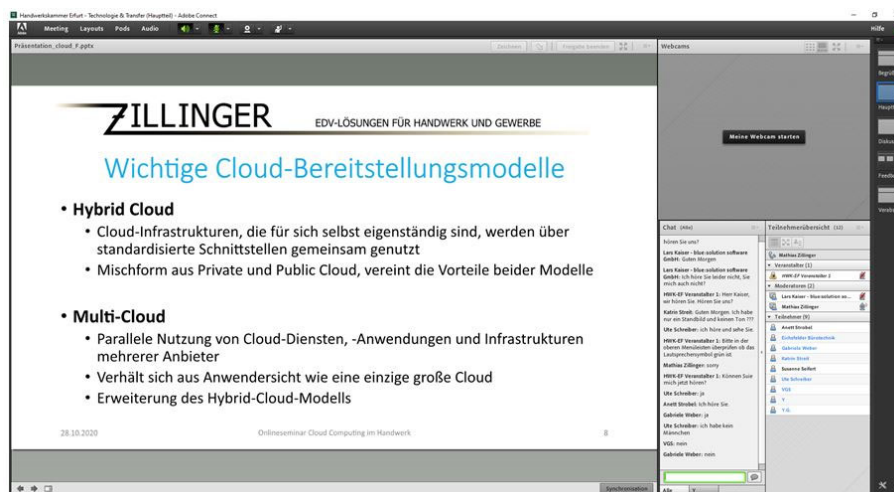 Handwerkskammer Erfurt - Technologie & Transfer (Hauptteil) - Adobe Connect
Meeting Layouts Pods Audio
Hilfe
Präsentation_cloud_F.pptx
Zeichnen
Freigabe beenden
ZILLINGER
EDV-LÖSUNGEN FÜR HANDWERK UND GEWERBE
Wichtige Cloud-Bereitstellungsmodelle
• Hybrid Cloud
• Cloud-Infrastrukturen, die für sich selbst eigenständig sind, werden über
standardisierte Schnittstellen gemeinsam genutzt
• Mischform aus Private und Public Cloud, vereint die Vorteile beider Modelle
• Multi-Cloud
• Parallele Nutzung von Cloud-Diensten, -Anwendungen und Infrastrukturen
mehrerer Anbieter
• Verhält sich aus Anwendersicht wie eine einzige große Cloud
• Erweiterung des Hybrid-Cloud-Modells
28.10.2020
Onlineseminar Cloud Computing im Handwerk
8
Synchronisation
Webcams
Meine Webcam starten
Chat (Alle)
hören Sie uns?
Lars Kaiser - blue:solution software
GmbH: Guten Morgen
Lars Kaiser - blue:solution software
GmbH: ich höre Sie leider nicht, Sie
mich auch nicht?
HWK-EF Veranstalter 1: Herr Kaiser,
wir hören Sie. Hören Sie uns?
Katrin Streit: Guten Morgen. Ich habe
nur ein Standbild und keinen Ton ???
Ute Schreiber: ich höre und sehe Sie.
HWK-EF Veranstalter 1: Bitte in der
oberen Menüleiste überprüfen ob das
Lautsprechersymbol grün ist
Mathias Zillinger: sorry
HWK-EF Veranstalter 1: Können Suie
mich jetzt hören?
Ute Schreiber: ja
Anett Strobel: Ich höre Sie.
Gabriele Weber: ja
Ute Schreiber: ich habe kein
Männchen
VGS: nein
Gabriele Weber: nein
Alle
Y
Teilnehmerübersicht (12)
Mathias Zillinger
Veranstalter (1)
HWK-EF Veranstalter 2
Moderatoren (2)
Lars Kaiser - blue:solution so...
Mathias Zillinger
Teilnehmer (9)
Anett Strobel
Eichsfelder Bürotechnik
Gabriele Weber
Katrin Streit
Susanne Seifert
Ute Schreiber
VGS
Y
Y.G.